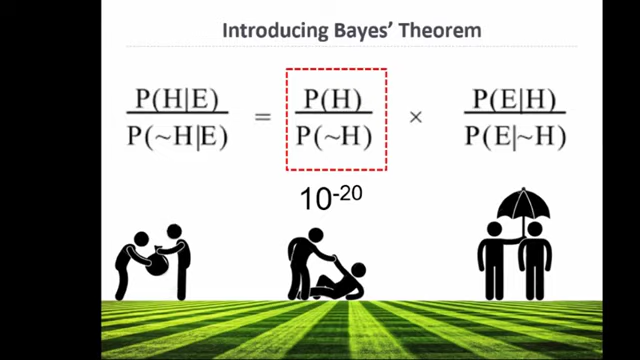 Introducing Bayes' Theorem
P(H|E) / P(~H|E) = P(H) / P(~H) × P(E|H) / P(E|~H)
10⁻²⁰